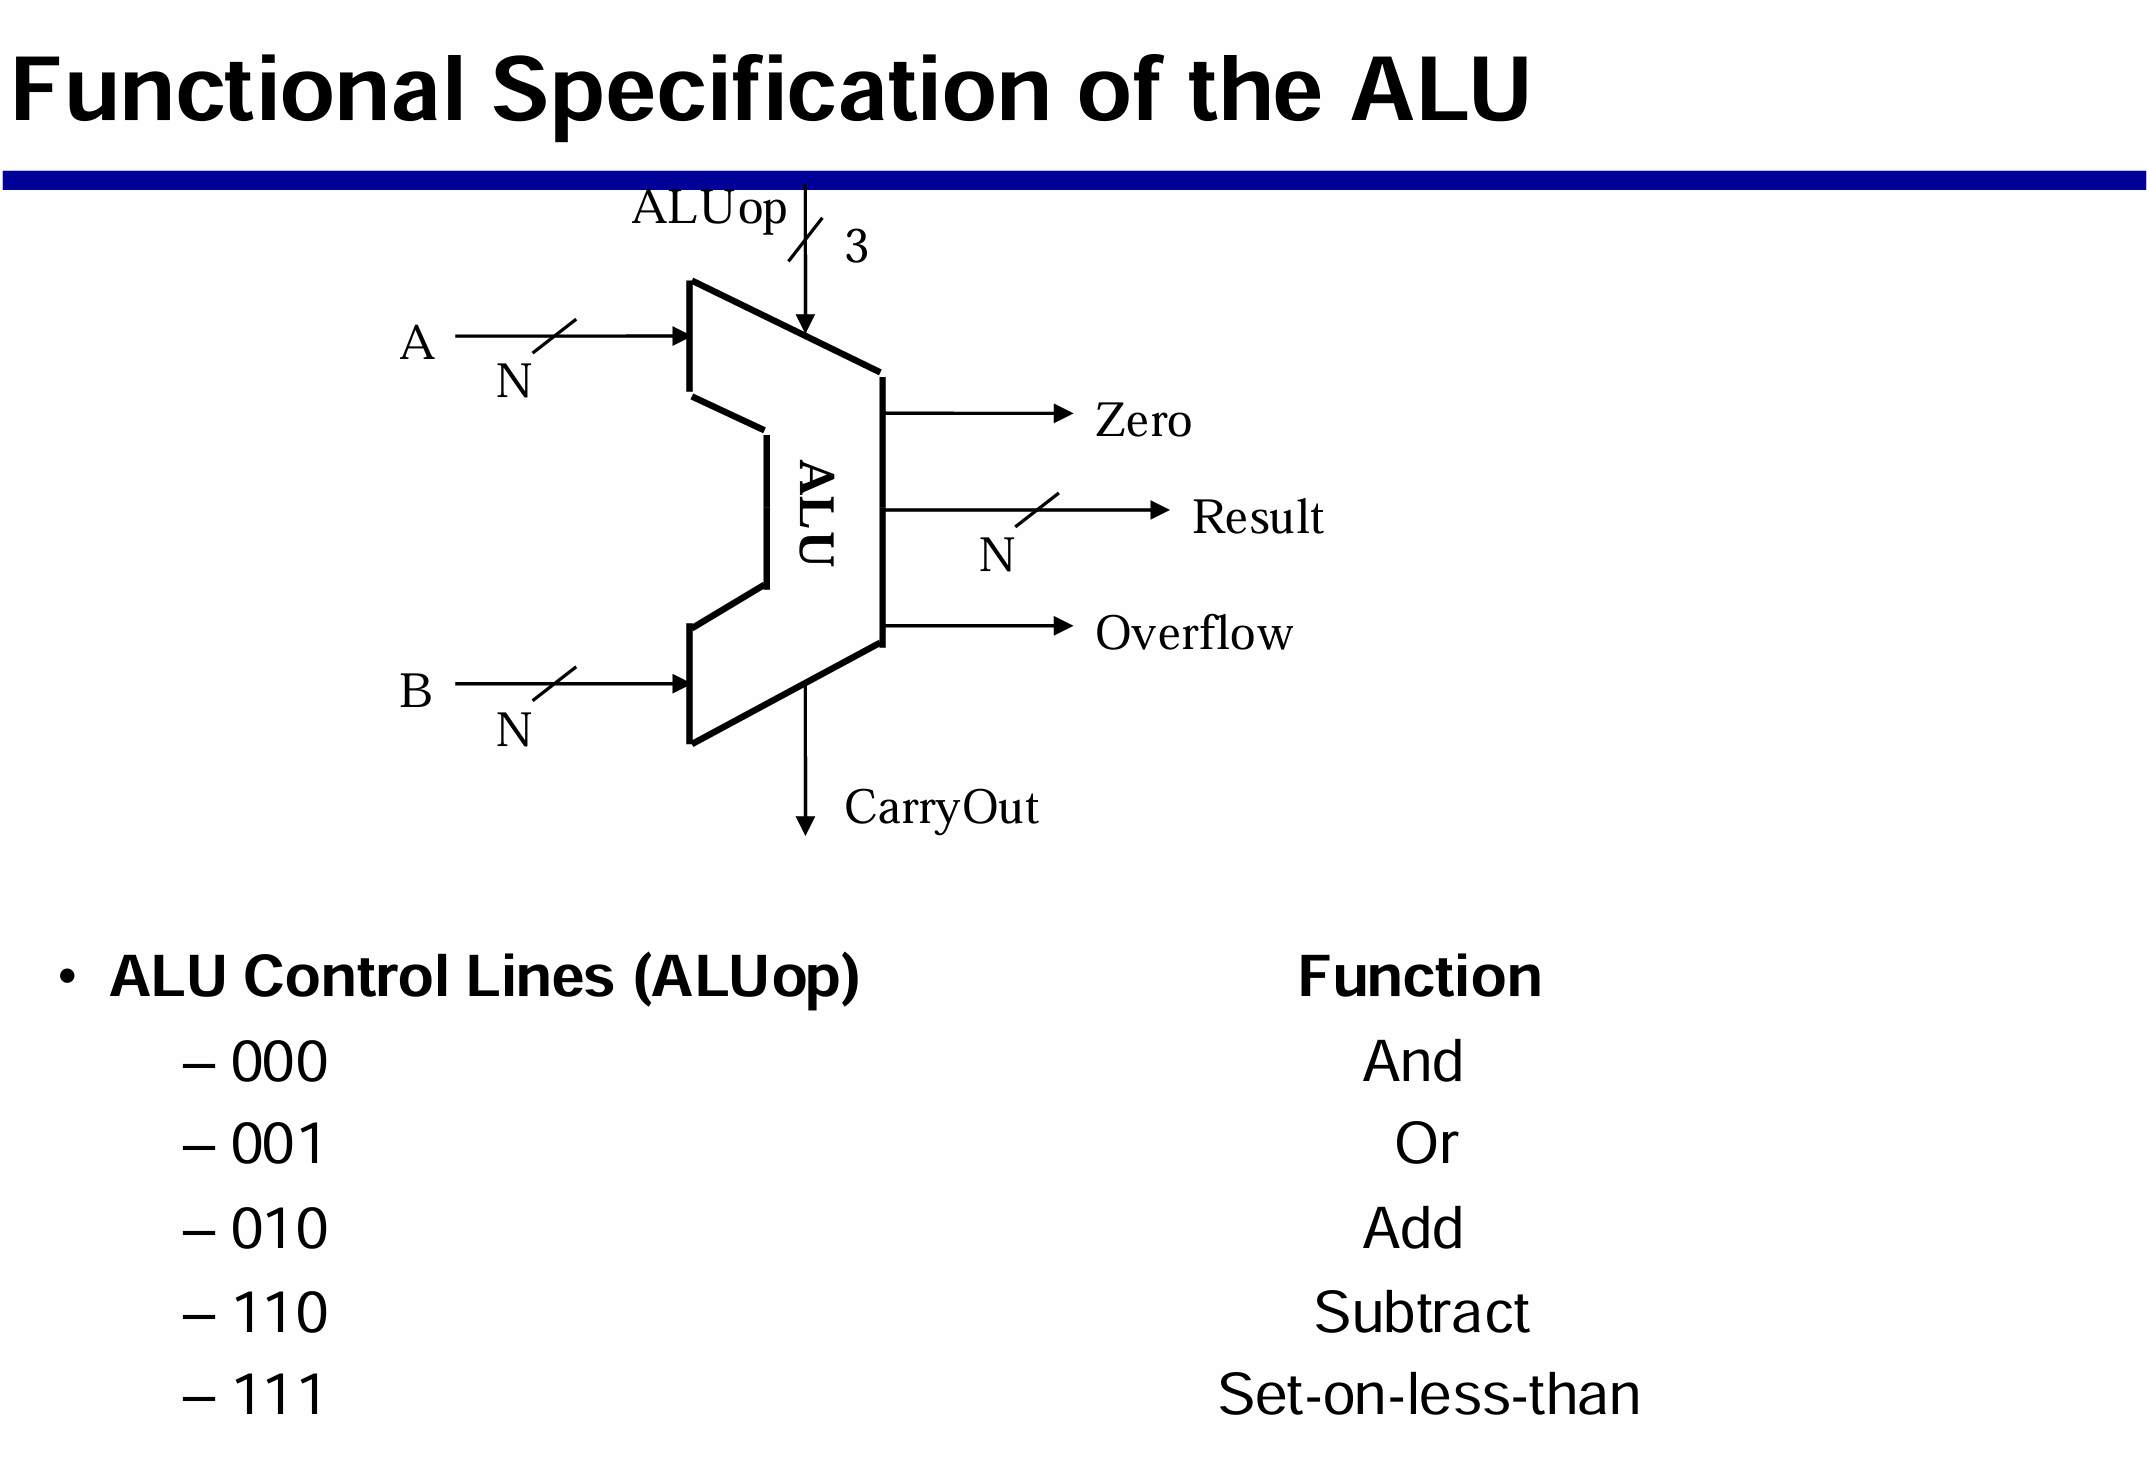 Functional Specification of the ALU
ALUop
3
A
N
Zero
ALU
Result
N
Overflow
B
N
CarryOut
• ALU Control Lines (ALUop) Function
– 000 And
– 001 Or
– 010 Add
– 110 Subtract
– 111 Set-on-less-than